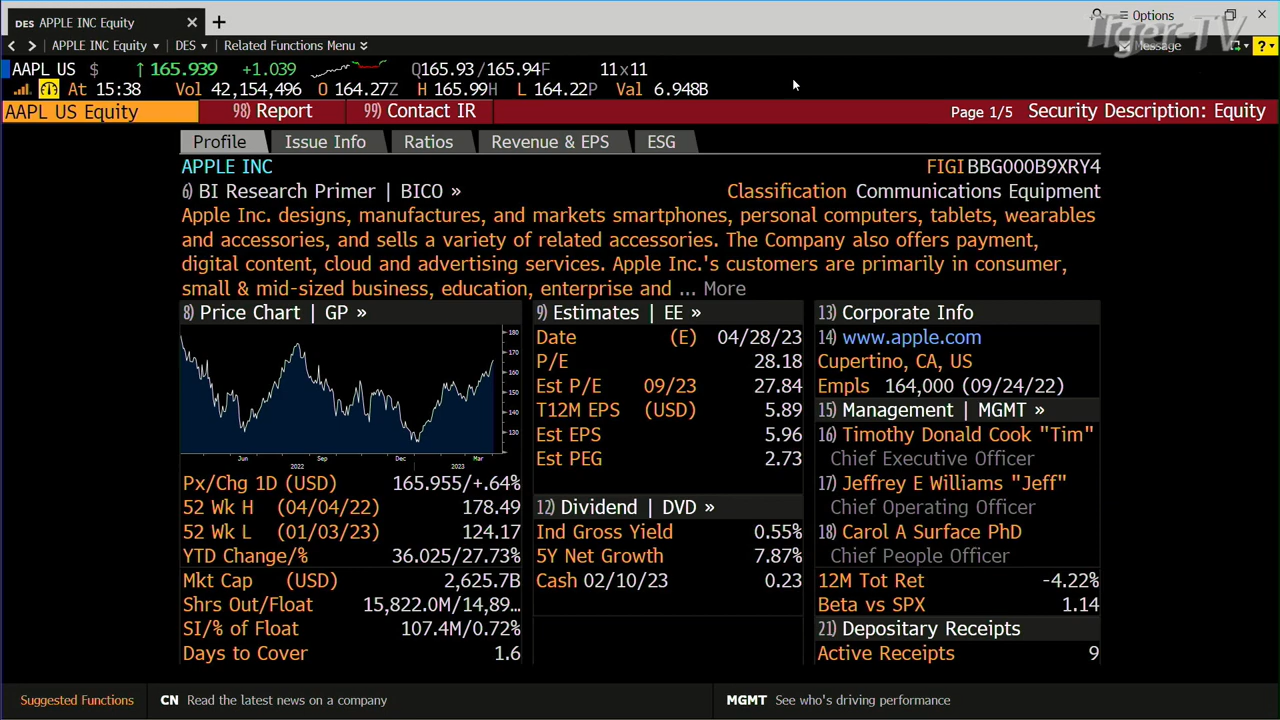 DES APPLE INC Equity
Options
Tiger-TV
APPLE INC Equity DES Related Functions Menu
Message
?
AAPL US $ ↑ 165.939 +1.039 Q165.93/165.94F 11x11
At 15:38 Vol 42,154,496 O 164.27Z H 165.99H L 164.22P Val 6.948B
AAPL US Equity 98) Report 99) Contact IR Page 1/5 Security Description: Equity
Profile Issue Info Ratios Revenue & EPS ESG
APPLE INC FIGI BBG000B9XRY4
6) BI Research Primer | BICO » Classification Communications Equipment
Apple Inc. designs, manufactures, and markets smartphones, personal computers, tablets, wearables
and accessories, and sells a variety of related accessories. The Company also offers payment,
digital content, cloud and advertising services. Apple Inc.'s customers are primarily in consumer,
small & mid-sized business, education, enterprise and ... More
8) Price Chart | GP »
180
170
160
150
140
130
Jun Sep Dec Mar
2022 2023
Px/Chg 1D (USD) 165.955/+.64%
52 Wk H (04/04/22) 178.49
52 Wk L (01/03/23) 124.17
YTD Change/% 36.025/27.73%
Mkt Cap (USD) 2,625.7B
Shrs Out/Float 15,822.0M/14,89...
SI/% of Float 107.4M/0.72%
Days to Cover 1.6
9) Estimates | EE »
Date (E) 04/28/23
P/E 28.18
Est P/E 09/23 27.84
T12M EPS (USD) 5.89
Est EPS 5.96
Est PEG 2.73
12) Dividend | DVD »
Ind Gross Yield 0.55%
5Y Net Growth 7.87%
Cash 02/10/23 0.23
13) Corporate Info
14) www.apple.com
Cupertino, CA, US
Empls 164,000 (09/24/22)
15) Management | MGMT »
16) Timothy Donald Cook "Tim"
Chief Executive Officer
17) Jeffrey E Williams "Jeff"
Chief Operating Officer
18) Carol A Surface PhD
Chief People Officer
12M Tot Ret -4.22%
Beta vs SPX 1.14
21) Depositary Receipts
Active Receipts 9
Suggested Functions CN Read the latest news on a company MGMT See who's driving performance